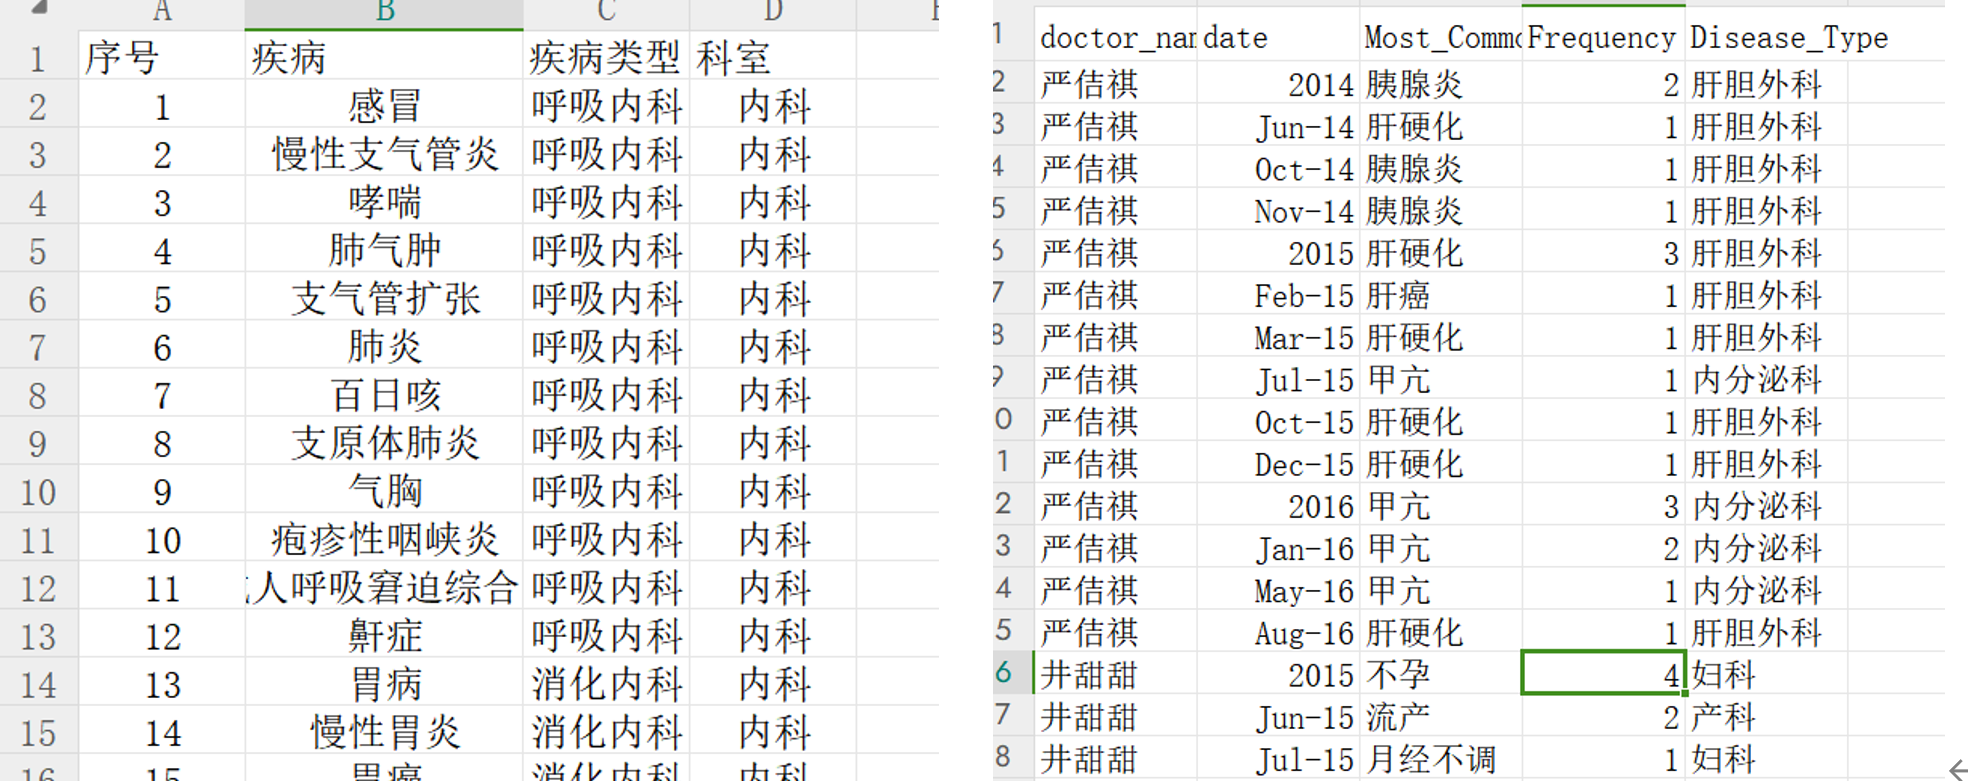 A B C D
1 序号 疾病 疾病类型 科室
2 1 感冒 呼吸内科 内科
3 2 慢性支气管炎 呼吸内科 内科
4 3 哮喘 呼吸内科 内科
5 4 肺气肿 呼吸内科 内科
6 5 支气管扩张 呼吸内科 内科
7 6 肺炎 呼吸内科 内科
8 7 百日咳 呼吸内科 内科
9 8 支原体肺炎 呼吸内科 内科
10 9 气胸 呼吸内科 内科
11 10 疱疹性咽峡炎 呼吸内科 内科
12 11 人呼吸窘迫综合 呼吸内科 内科
13 12 鼾症 呼吸内科 内科
14 13 胃病 消化内科 内科
15 14 慢性胃炎 消化内科 内科
16 15 胃癌 消化内科 内科
1 doctor_nam date Most_Commo Frequency Disease_Type
2 严佶祺 2014 胰腺炎 2 肝胆外科
3 严佶祺 Jun-14 肝硬化 1 肝胆外科
4 严佶祺 Oct-14 胰腺炎 1 肝胆外科
5 严佶祺 Nov-14 胰腺炎 1 肝胆外科
6 严佶祺 2015 肝硬化 3 肝胆外科
7 严佶祺 Feb-15 肝癌 1 肝胆外科
8 严佶祺 Mar-15 肝硬化 1 肝胆外科
9 严佶祺 Jul-15 甲亢 1 内分泌科
0 严佶祺 Oct-15 肝硬化 1 肝胆外科
1 严佶祺 Dec-15 肝硬化 1 肝胆外科
2 严佶祺 2016 甲亢 3 内分泌科
3 严佶祺 Jan-16 甲亢 2 内分泌科
4 严佶祺 May-16 甲亢 1 内分泌科
5 严佶祺 Aug-16 肝硬化 1 肝胆外科
6 井甜甜 2015 不孕 4 妇科
7 井甜甜 Jun-15 流产 2 产科
8 井甜甜 Jul-15 月经不调 1 妇科